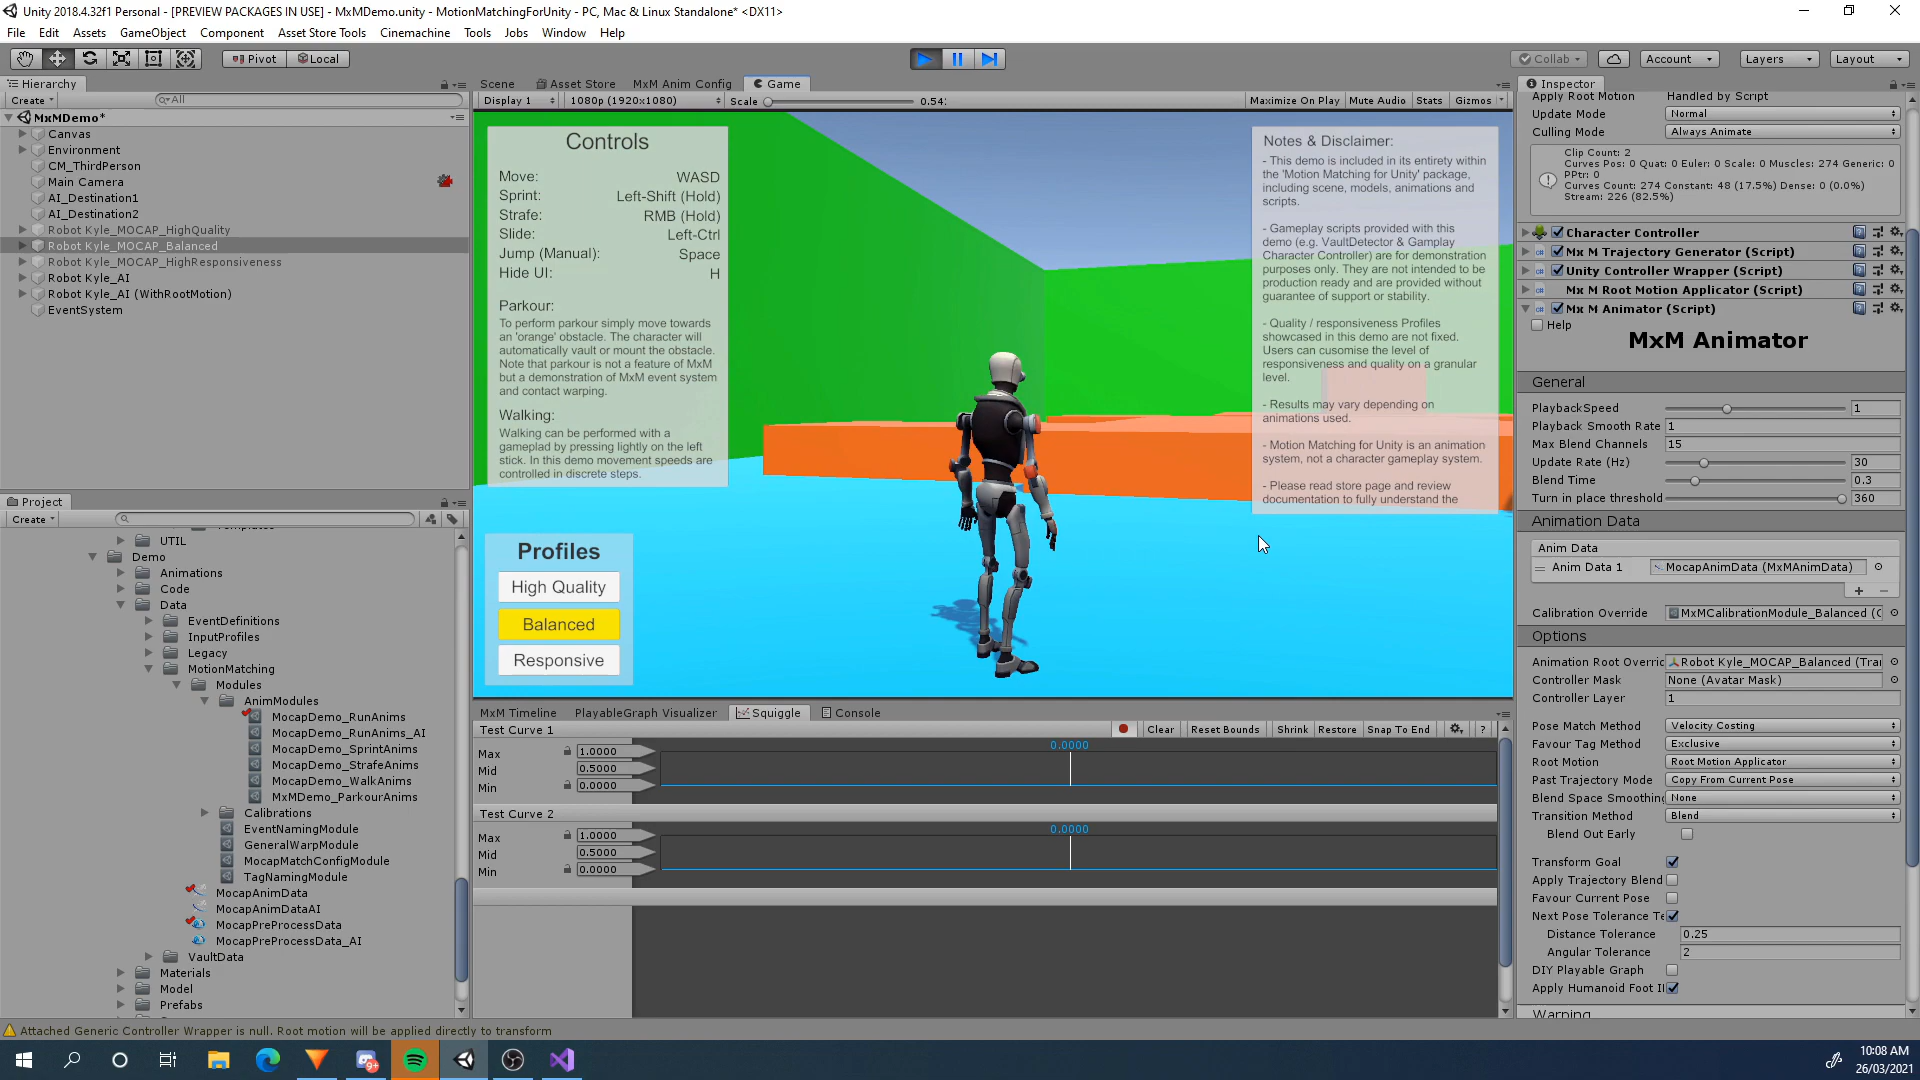 Unity 2018.4.32f1 Personal - [PREVIEW PACKAGES IN USE] - MxMDemo.unity - MotionMatchingForUnity - PC, Mac & Linux Standalone* <DX11>
File Edit Assets GameObject Component Asset Store Tools Cinemachine Tools Jobs Window Help
Pivot Local Collab Account Layers Layout
Hierarchy
Create All
MxMDemo*
Canvas
Environment
CM_ThirdPerson
Main Camera
AI_Destination1
AI_Destination2
Robot Kyle_MOCAP_HighQuality
Robot Kyle_MOCAP_Balanced
Robot Kyle_MOCAP_HighResponsiveness
Robot Kyle_AI
Robot Kyle_AI (WithRootMotion)
EventSystem
Project
Create
UTIL
Demo
Animations
Code
Data
EventDefinitions
InputProfiles
Legacy
MotionMatching
Modules
AnimModules
MocapDemo_RunAnims
MocapDemo_RunAnims_AI
MocapDemo_SprintAnims
MocapDemo_StrafeAnims
MocapDemo_WalkAnims
MxMDemo_ParkourAnims
Calibrations
EventNamingModule
GeneralWarpModule
MocapMatchConfigModule
TagNamingModule
MocapAnimData
MocapAnimDataAI
MocapPreProcessData
MocapPreProcessData_AI
VaultData
Materials
Model
Prefabs
Scene Asset Store MxM Anim Config Game
Display 1 1080p (1920x1080) Scale 0.54: Maximize On Play Mute Audio Stats Gizmos
Controls
Move: WASD
Sprint: Left-Shift (Hold)
Strafe: RMB (Hold)
Slide: Left-Ctrl
Jump (Manual): Space
Hide UI: H
Parkour:
To perform parkour simply move towards
an 'orange' obstacle. The character will
automatically vault or mount the obstacle.
Note that parkour is not a feature of MxM
but a demonstration of MxM event system
and contact warping.
Walking:
Walking can be performed with a
gameplad by pressing lightly on the left
stick. In this demo movement speeds are
controlled in discrete steps.
Profiles
High Quality
Balanced
Responsive
Notes & Disclaimer:
- This demo is included in its entirety within
the 'Motion Matching for Unity' package,
including scene, models, animations and
scripts.
- Gameplay scripts provided with this
demo (e.g. VaultDetector & Gamplay
Character Controller) are for demonstration
purposes only. They are not intended to be
production ready and are provided without
guarantee of support or stability.
- Quality / responsiveness Profiles
showcased in this demo are not fixed.
Users can cusomise the level of
responsiveness and quality on a granular
level.
- Results may vary depending on
animations used.
- Motion Matching for Unity is an animation
system, not a character gameplay system.
- Please read store page and review
documentation to fully understand the
MxM Timeline PlayableGraph Visualizer Squiggle Console
Test Curve 1 Clear Reset Bounds Shrink Restore Snap To End ?
Max 1.0000 0.0000
Mid 0.5000
Min 0.0000
Test Curve 2
Max 1.0000 0.0000
Mid 0.5000
Min 0.0000
Inspector
Apply Root Motion Handled by Script
Update Mode Normal
Culling Mode Always Animate
Clip Count: 2
Curves Pos: 0 Quat: 0 Euler: 0 Scale: 0 Muscles: 274 Generic: 0
PPtr: 0
Curves Count: 274 Constant: 48 (17.5%) Dense: 0 (0.0%)
Stream: 226 (82.5%)
Character Controller
Mx M Trajectory Generator (Script)
Unity Controller Wrapper (Script)
Mx M Root Motion Applicator (Script)
Mx M Animator (Script)
Help
MxM Animator
General
PlaybackSpeed 1
Playback Smooth Rate 1
Max Blend Channels 15
Update Rate (Hz) 30
Blend Time 0.3
Turn in place threshold 360
Animation Data
Anim Data
Anim Data 1 MocapAnimData (MxMAnimData)
+ −
Calibration Override MxMCalibrationModule_Balanced (C
Options
Animation Root Overric Robot Kyle_MOCAP_Balanced (Trai
Controller Mask None (Avatar Mask)
Controller Layer 1
Pose Match Method Velocity Costing
Favour Tag Method Exclusive
Root Motion Root Motion Applicator
Past Trajectory Mode Copy From Current Pose
Blend Space Smoothing None
Transition Method Blend
Blend Out Early
Transform Goal
Apply Trajectory Blend
Favour Current Pose
Next Pose Tolerance Te
Distance Tolerance 0.25
Angular Tolerance 2
DIY Playable Graph
Apply Humanoid Foot I
Warning
Attached Generic Controller Wrapper is null. Root motion will be applied directly to transform
10:08 AM
26/03/2021